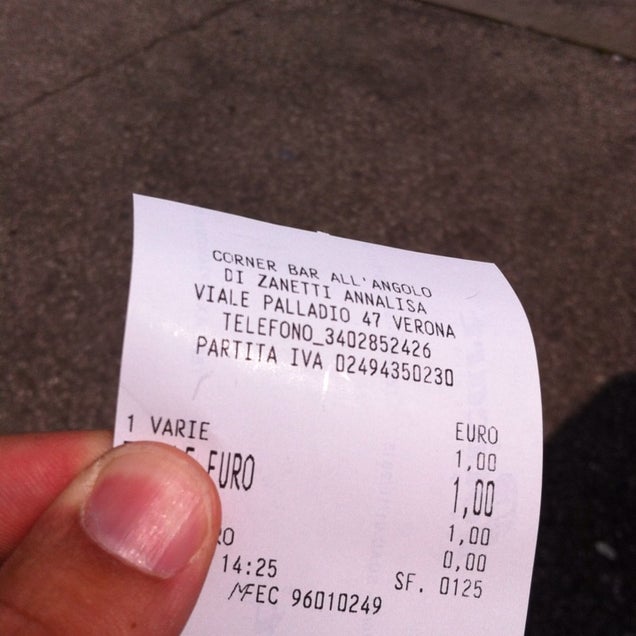 CORNER BAR ALL'ANGOLO
DI ZANETTI ANNALISA
VIALE PALLADIO 47 VERONA
TELEFONO_3402852426
PARTITA IVA 02494350230
EURO
1 VARIE 1,00
EURO 1,00
1,00
0,00
14:25 SF. 0125
MFEC 96010249